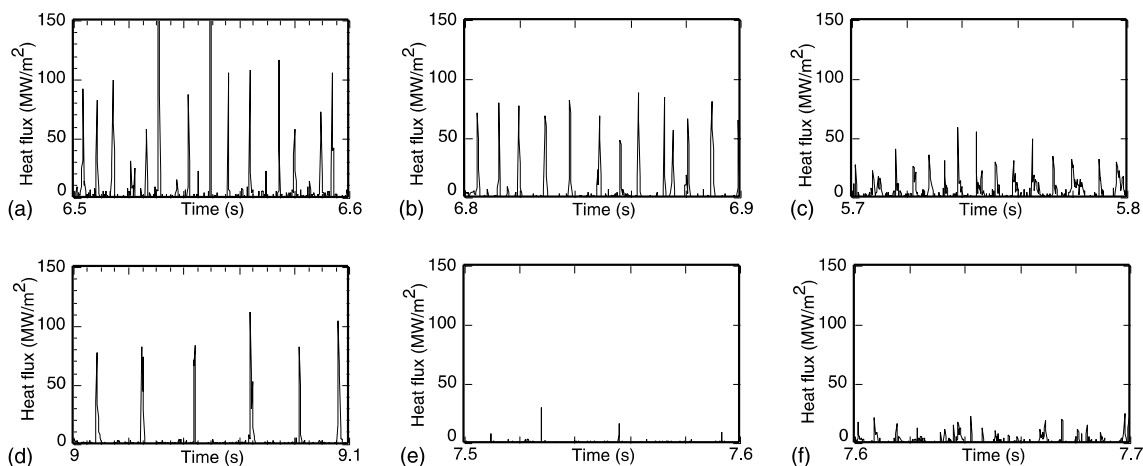 150
100
50
0
Heat flux (MW/m²)
6.5
Time (s)
6.6
(a)
150
100
50
0
Heat flux (MW/m²)
6.8
Time (s)
6.9
(b)
150
100
50
0
Heat flux (MW/m²)
5.7
Time (s)
5.8
(c)
150
100
50
0
Heat flux (MW/m²)
9
Time (s)
9.1
(d)
150
100
50
0
Heat flux (MW/m²)
7.5
Time (s)
7.6
(e)
150
100
50
0
Heat flux (MW/m²)
7.6
Time (s)
7.7
(f)